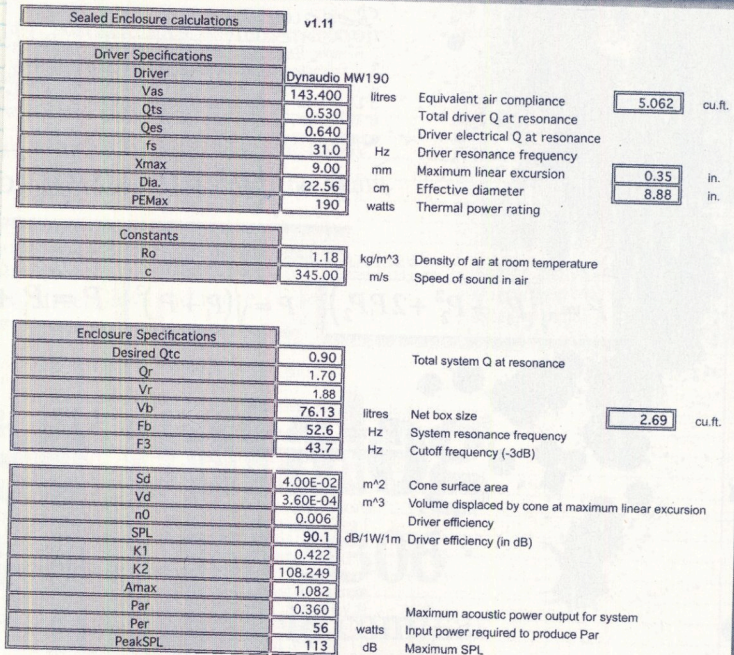 Sealed Enclosure calculations v1.11
Driver Specifications
Driver Dynaudio MW190
Vas 143.400 litres Equivalent air compliance 5.062 cu.ft.
Qts 0.530 Total driver Q at resonance
Qes 0.640 Driver electrical Q at resonance
fs 31.0 Hz Driver resonance frequency
Xmax 9.00 mm Maximum linear excursion 0.35 in.
Dia. 22.56 cm Effective diameter 8.88 in.
PEMax 190 watts Thermal power rating
Constants
Ro 1.18 kg/m^3 Density of air at room temperature
c 345.00 m/s Speed of sound in air
Enclosure Specifications
Desired Qtc 0.90 Total system Q at resonance
Qr 1.70
Vr 1.88
Vb 76.13 litres Net box size 2.69 cu.ft.
Fb 52.6 Hz System resonance frequency
F3 43.7 Hz Cutoff frequency (-3dB)
Sd 4.00E-02 m^2 Cone surface area
Vd 3.60E-04 m^3 Volume displaced by cone at maximum linear excursion
n0 0.006 Driver efficiency
SPL 90.1 dB/1W/1m Driver efficiency (in dB)
K1 0.422
K2 108.249
Amax 1.082
Par 0.360 Maximum acoustic power output for system
Per 56 watts Input power required to produce Par
PeakSPL 113 dB Maximum SPL